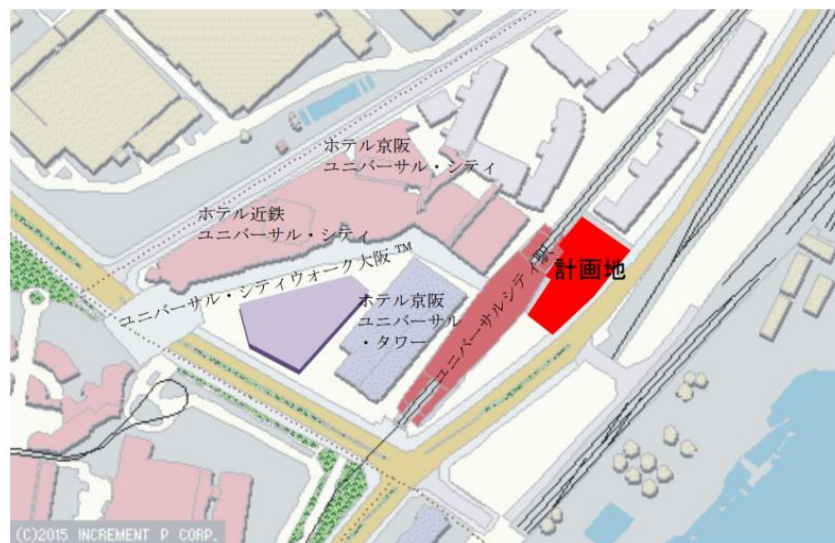 ホテル京阪
ユニバーサル・シティ
ホテル近鉄
ユニバーサル・シティ
ユニバーサル・シティウォーク大阪™
ホテル京阪
ユニバーサル
・タワー
ユニバーサルシティ駅
計画地
(C)2015 INCREMENT P CORP.